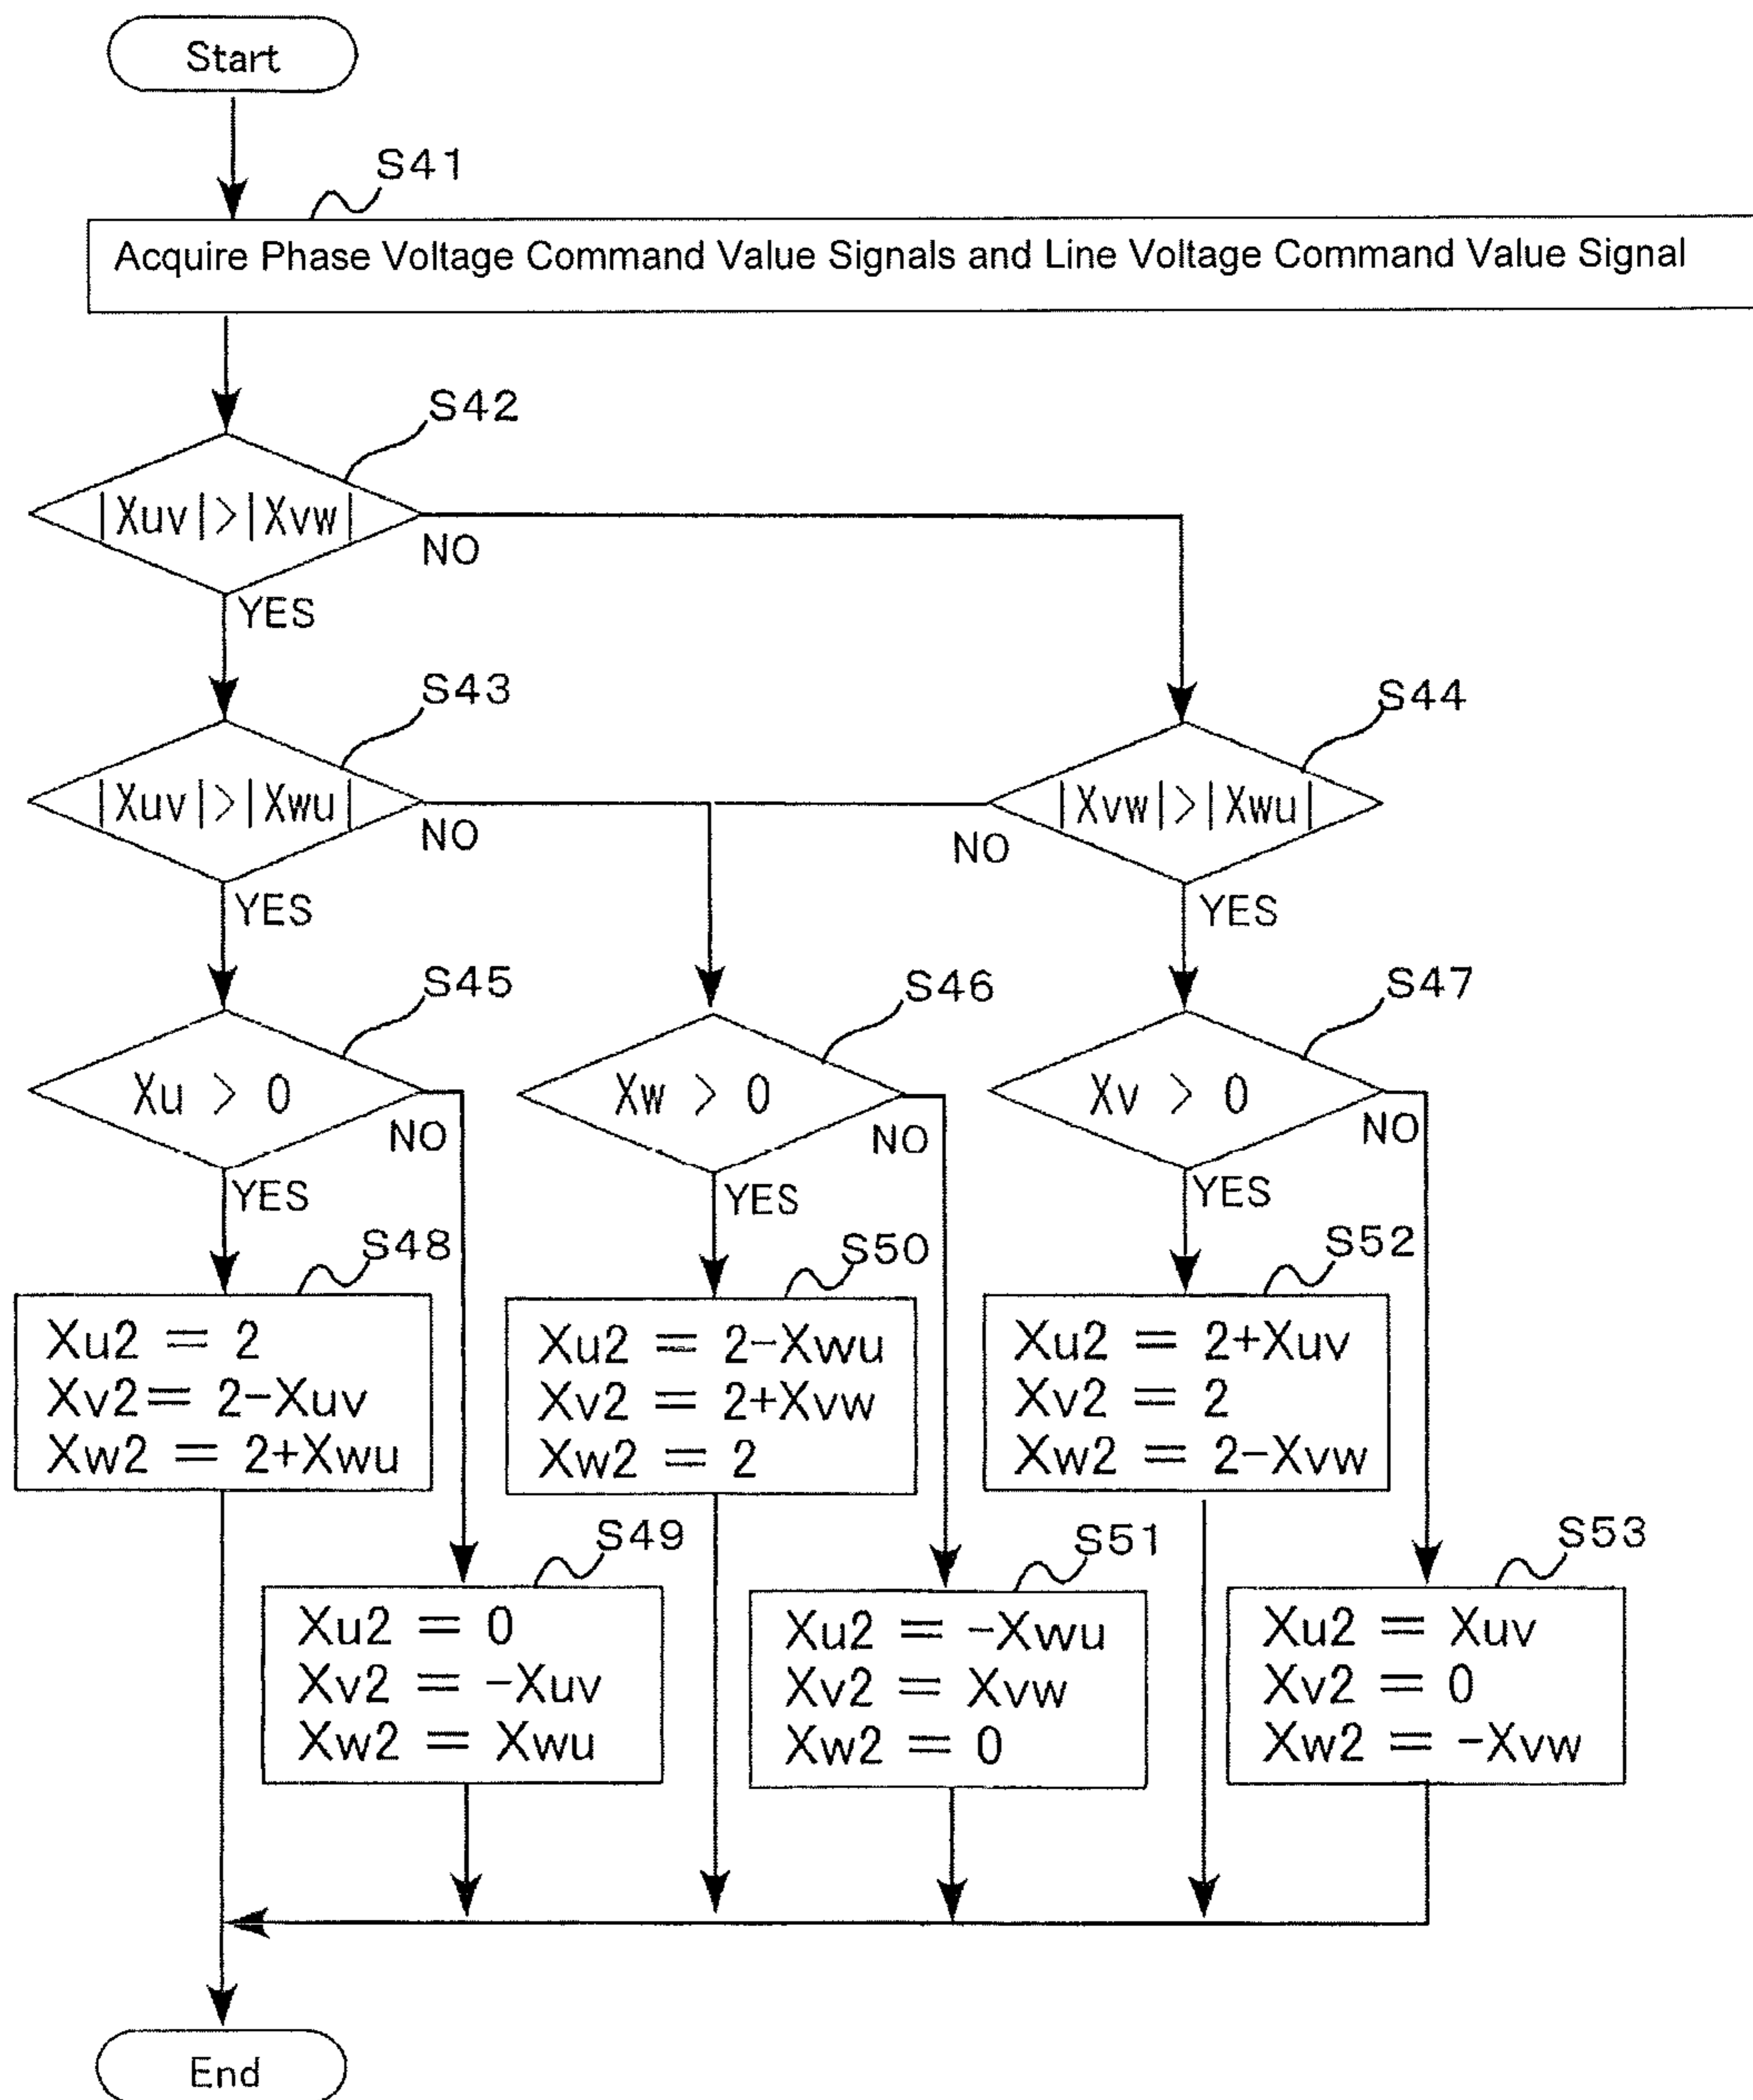 Start
S41
Acquire Phase Voltage Command Value Signals and Line Voltage Command Value Signal
S42
|Xuv|>|Xvw|
NO
YES
S43
|Xuv|>|Xwu|
NO
YES
S44
|Xvw|>|Xwu|
NO
YES
S45
Xu > 0
NO
YES
S46
Xw > 0
NO
YES
S47
Xv > 0
NO
YES
S48
Xu2 = 2
Xv2= 2-Xuv
Xw2 = 2+Xwu
S50
Xu2 = 2-Xwu
Xv2 = 2+Xvw
Xw2 = 2
S52
Xu2 = 2+Xuv
Xv2 = 2
Xw2 = 2-Xvw
S49
Xu2 = 0
Xv2 = -Xuv
Xw2 = Xwu
S51
Xu2 = -Xwu
Xv2 = Xvw
Xw2 = 0
S53
Xu2 = Xuv
Xv2 = 0
Xw2 = -Xvw
End